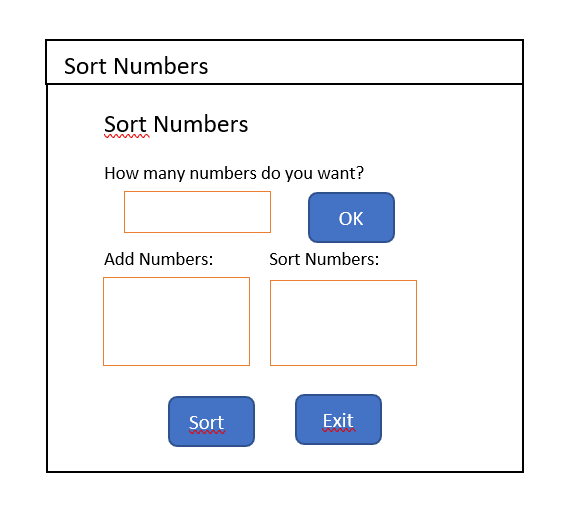 Sort Numbers
Sort Numbers
How many numbers do you want?
OK
Add Numbers:
Sort Numbers:
Sort
Exit